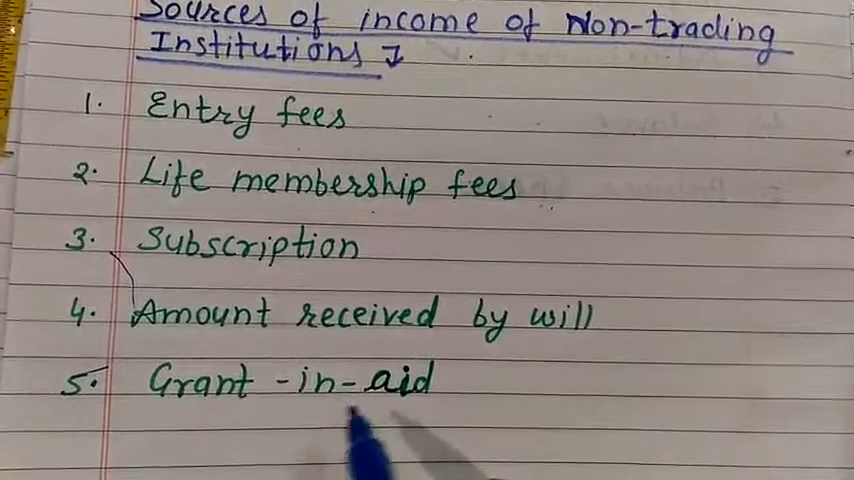 Sources of income of Non-trading
Institutions ↓
1. Entry fees
2. Life membership fees
3. Subscription
4. Amount received by will
5. Grant-in-aid